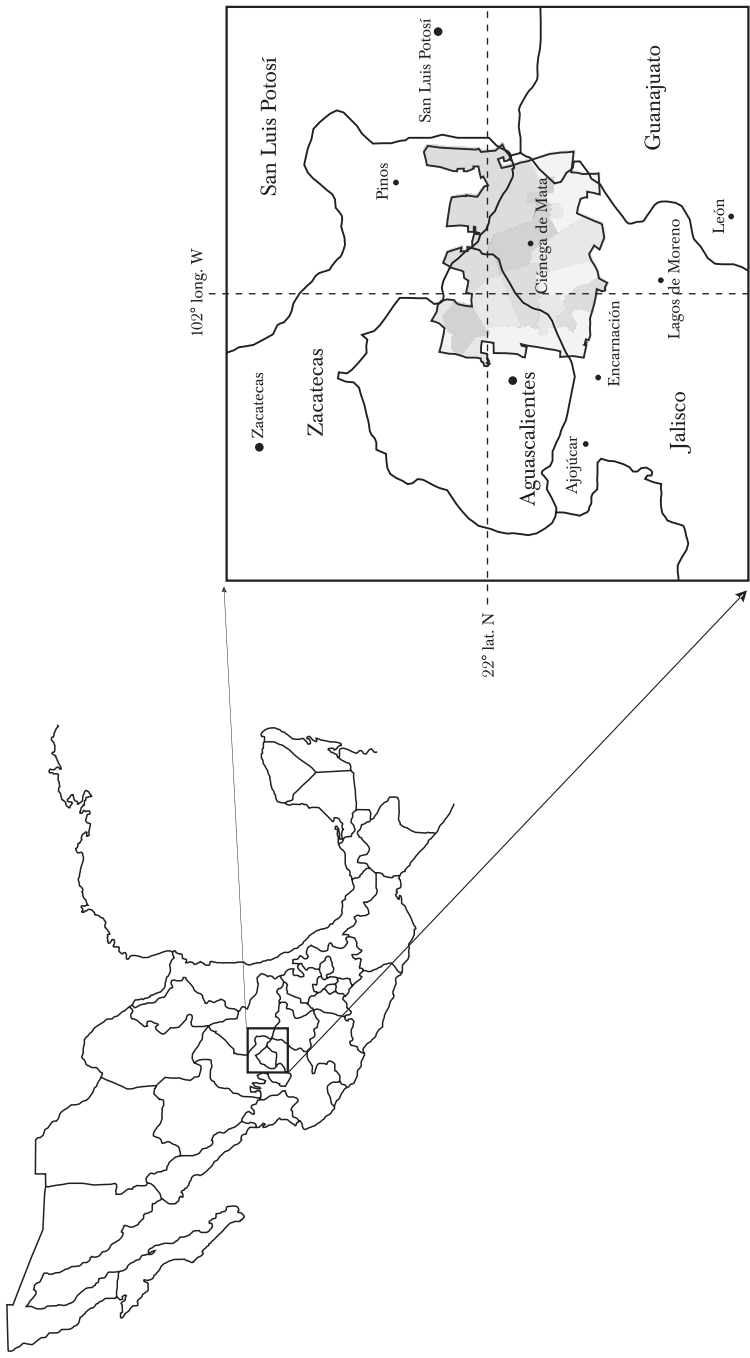 102° long. W
Zacatecas
San Luis Potosí
Zacatecas
Pinos
San Luis Potosí
22° lat. N
Aguascalientes
Ciénega de Mata
Ajojúcar
Encarnación
Guanajuato
Lagos de Moreno
Jalisco
León